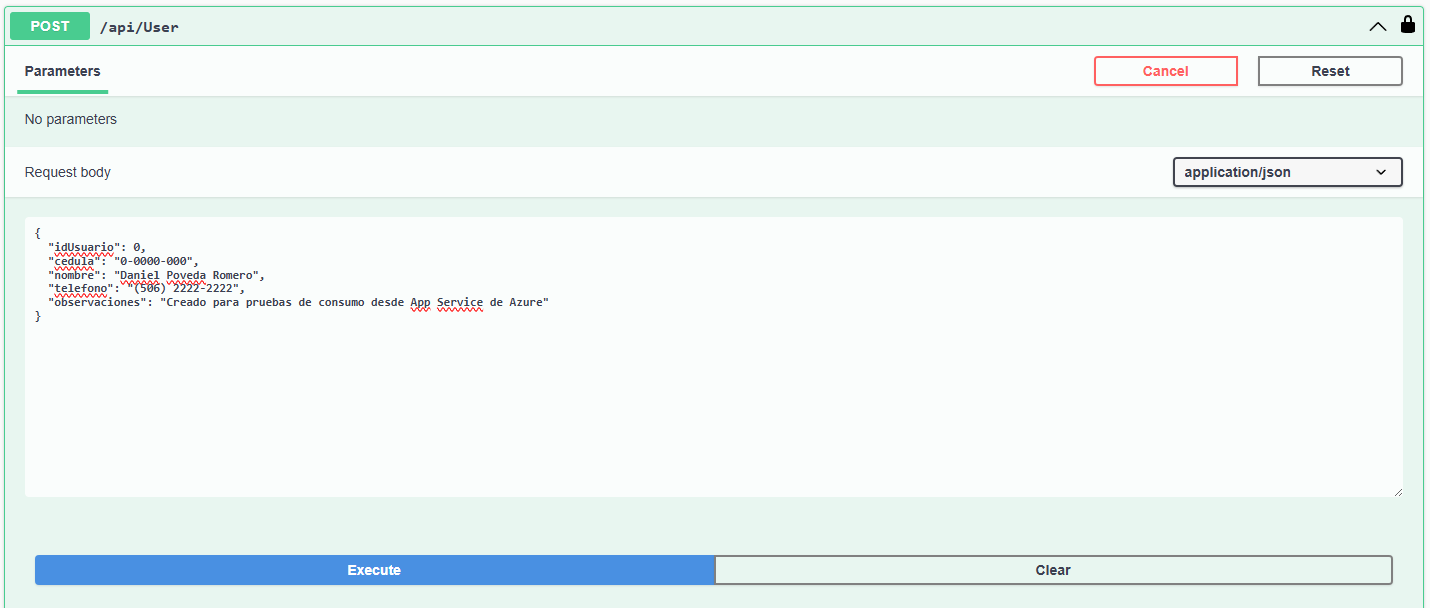 POST /api/User
Parameters Cancel Reset
No parameters
Request body application/json
{
  "idUsuario": 0,
  "cedula": "0-0000-000",
  "nombre": "Daniel Poveda Romero",
  "telefono": "(506) 2222-2222",
  "observaciones": "Creado para pruebas de consumo desde App Service de Azure"
}
Execute Clear